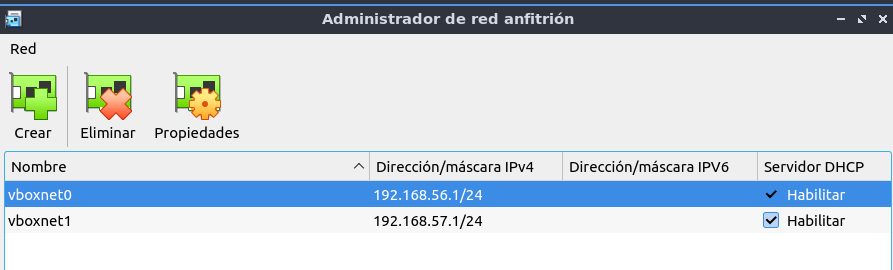 Administrador de red anfitrión
Red
Crear Eliminar Propiedades
Nombre Dirección/máscara IPv4 Dirección/máscara IPV6 Servidor DHCP
vboxnet0 192.168.56.1/24 Habilitar
vboxnet1 192.168.57.1/24 Habilitar